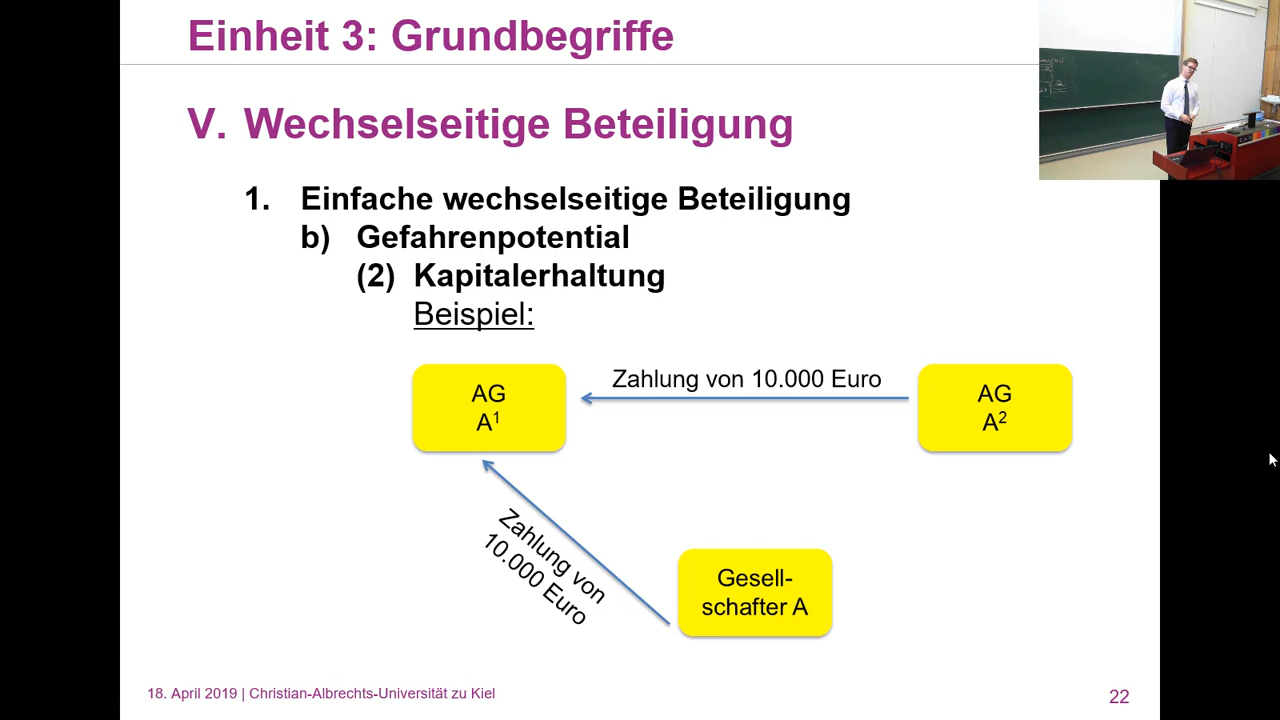 Einheit 3: Grundbegriffe
V. Wechselseitige Beteiligung
1. Einfache wechselseitige Beteiligung
b) Gefahrenpotential
(2) Kapitalerhaltung
Beispiel:
AG
A¹
Zahlung von 10.000 Euro
AG
A²
Zahlung von
10.000 Euro
Gesell-
schafter A
18. April 2019 | Christian-Albrechts-Universität zu Kiel
22